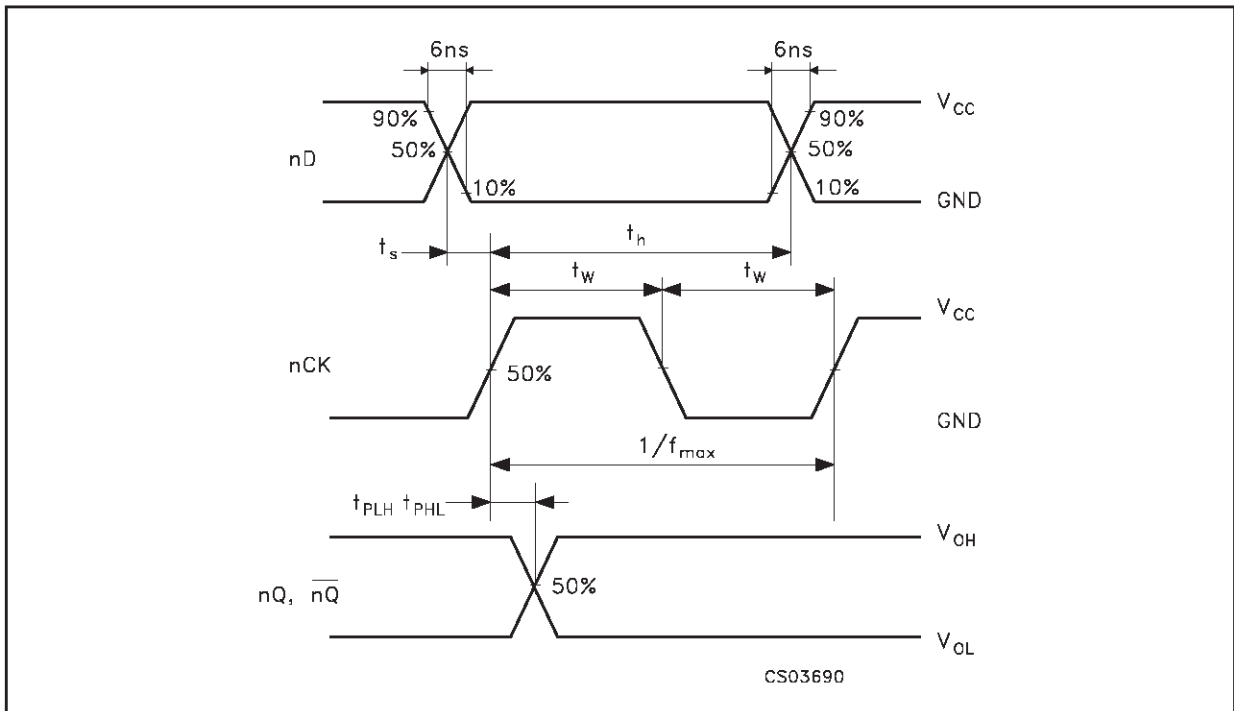 6ns 6ns
V_CC
90% 90%
nD 50% 50%
10% 10%
GND
t_s t_h
t_W t_W
V_CC
nCK 50%
GND
1/f_max
t_PLH t_PHL
V_OH
nQ, n̅Q̅ 50%
V_OL
CS03690